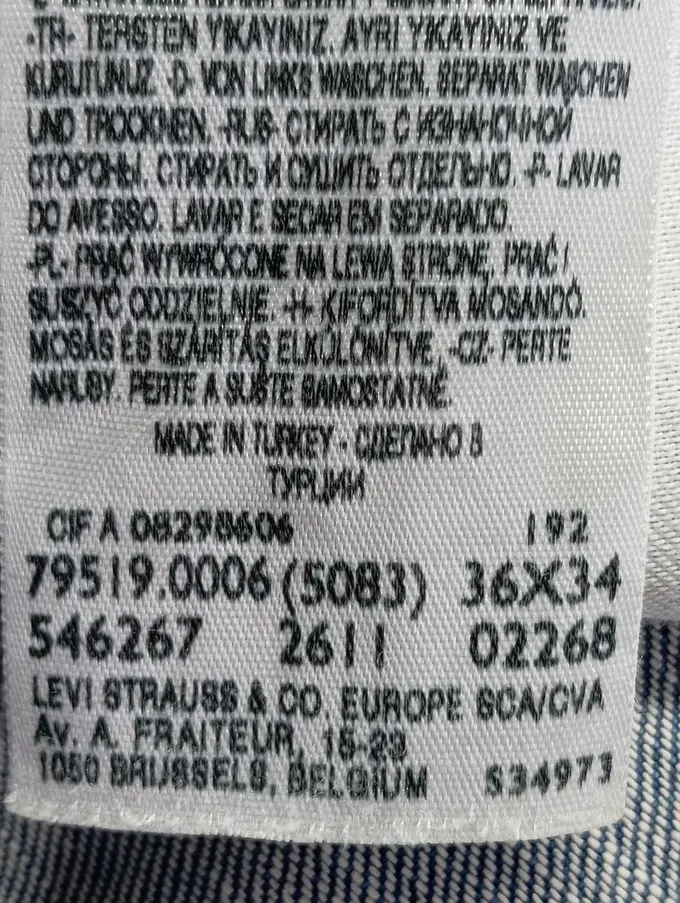 -TR- TERSTEN YIKAYINIZ. AYRI YIKAYINIZ VE
KURUTUNUZ. -D- VON LINKS WASCHEN. SEPARAT WASCHEN
UND TROCKNEN. -RUS- СТИРАТЬ С ИЗНАНОЧНОЙ
СТОРОНЫ. СТИРАТЬ И СУШИТЬ ОТДЕЛЬНО. -P- LAVAR
DO AVESSO. LAVAR E SECAR EM SEPARADO.
-PL- PRAĆ WYWRÓCONE NA LEWĄ STRONĘ. PRAĆ I
SUSZYĆ ODDZIELNIE. -H- KIFORDÍTVA MOSANDÓ.
MOSÁS ÉS SZÁRÍTÁS ELKÜLÖNÍTVE. -CZ- PERTE
NARUBY. PERTE A SUŠTE SAMOSTATNĚ.
MADE IN TURKEY - СДЕЛАНО В
ТУРЦИИ
CIF A 08298606 192
79519.0006 (5083) 36X34
546267 2611 02268
LEVI STRAUSS & CO. EUROPE SCA/CVA
Av. A. FRAITEUR, 15-23
1050 BRUSSELS, BELGIUM S34973